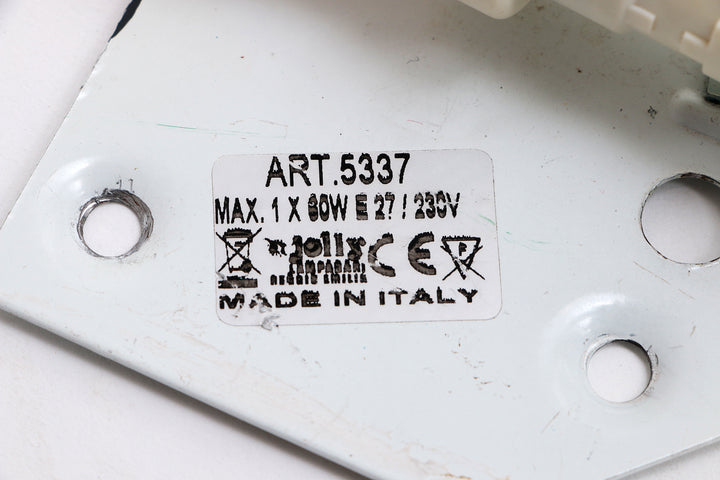 ART.5337
MAX. 1 X 60W E 27 / 230V
jolly CE F
LAMPADARI
REGGIO EMILIA
MADE IN ITALY